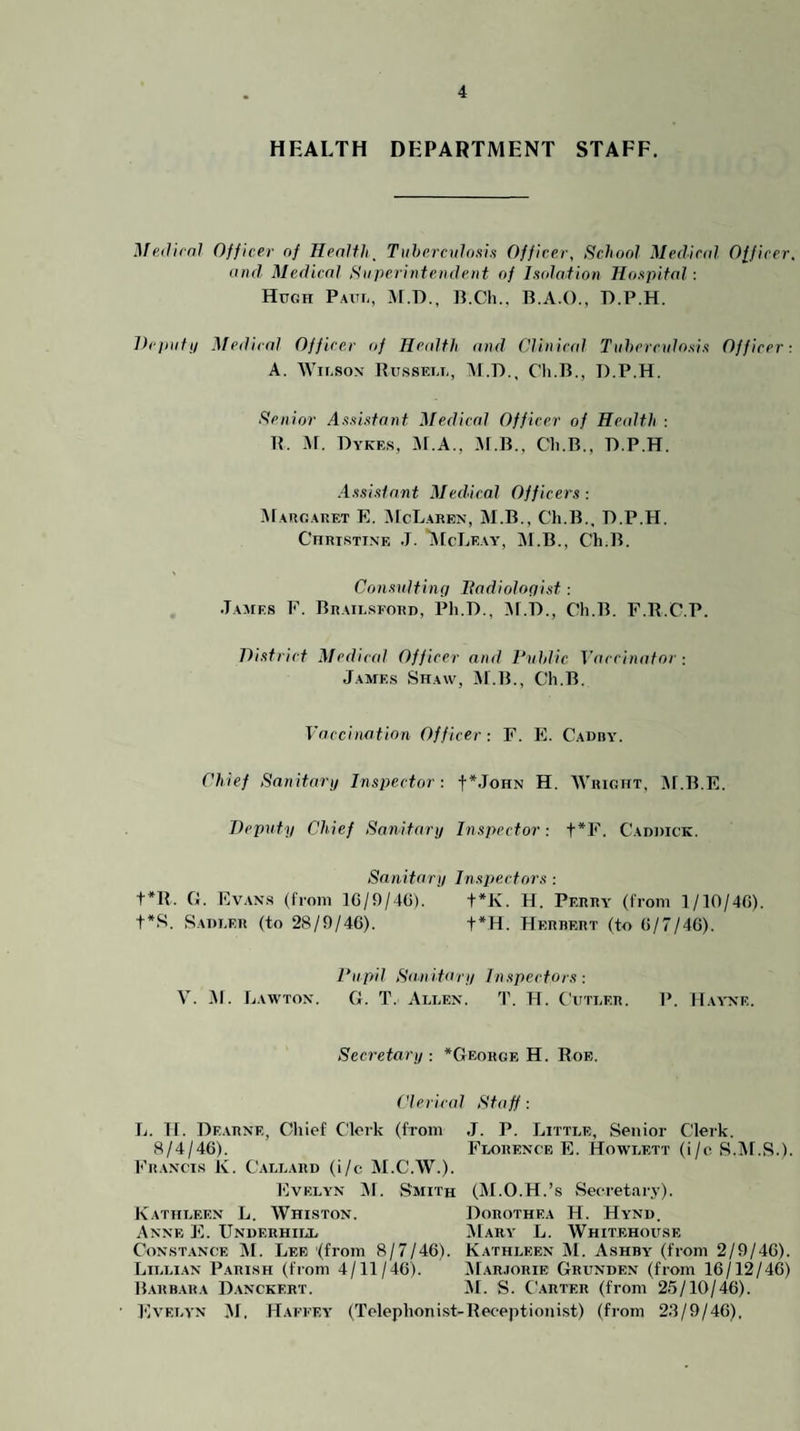 4
HEALTH DEPARTMENT STAFF.
Medical Officer of Health, Tuberculosis Officer, School Medical Officer,
and Medical Superintendent of Isolation Hospital:
Hugh Paul, M.D., B.Ch., B.A.O., D.P.H.
Deputy Medical Officer of Health and Clinical Tuberculosis Officer:
A. Wilson Russell, M.D., Ch.B., D.P.H.
Senior Assistant Medical Officer of Health :
R. M. Dykes, M.A., M.B., Ch.B., D.P.H.
Assistant Medical Officers:
Margaret E. McLaren, M.B., Ch.B., D.P.H.
Christine J. McLeay, M.B., Ch.B.
Consulting Radiologist:
James F. Brailsford, Ph.D., M.D., Ch.B. F.R.C.P.
District Medical Officer and Public Vaccinator:
James Shaw, M.B., Ch.B.
Vaccination Officer: F. E. Cadby.
Chief Sanitary Inspector: †*John H. Wright, M.B.E.
Deputy Chief Sanitary Inspector: †*F. Caddick.
Sanitary Inspectors:
†*R. G. Evans (from 16/9/46). †*K. H. Perry (from 1/10/46).
†*S. Sadler (to 28/9/46). †*H. Herbert (to 6/7/46).
Pupil Sanitary Inspectors:
V. M. Lawton. G. T. Allen. T. H. Cutler. P. Hayne.
Secretary : *George H. Roe.
Clerical Staff:
L. H. Dearne, Chief Clerk (from J. P. Little, Senior Clerk.
8/4/46). Florence E. Howlett (i/c S.M.S.).
Francis K. Callard (i/c M.C.W.).
Evelyn M. Smith (M.O.H.'s Secretary).
Kathleen L. Whiston. Dorothea H. Hynd.
Anne E. Underhill Mary L. Whitehouse
Constance M. Lee (from 8/7/46). Kathleen M. Ashby (from 2/9/46).
Lillian Parish (from 4/11/46). Marjorie Grunden (from 16/12/46)
Barbara Danckert. M. S. Carter (from 25/10/46).
Evelyn M. Haffey (Telephonist-Receptionist) (from 23/9/46).